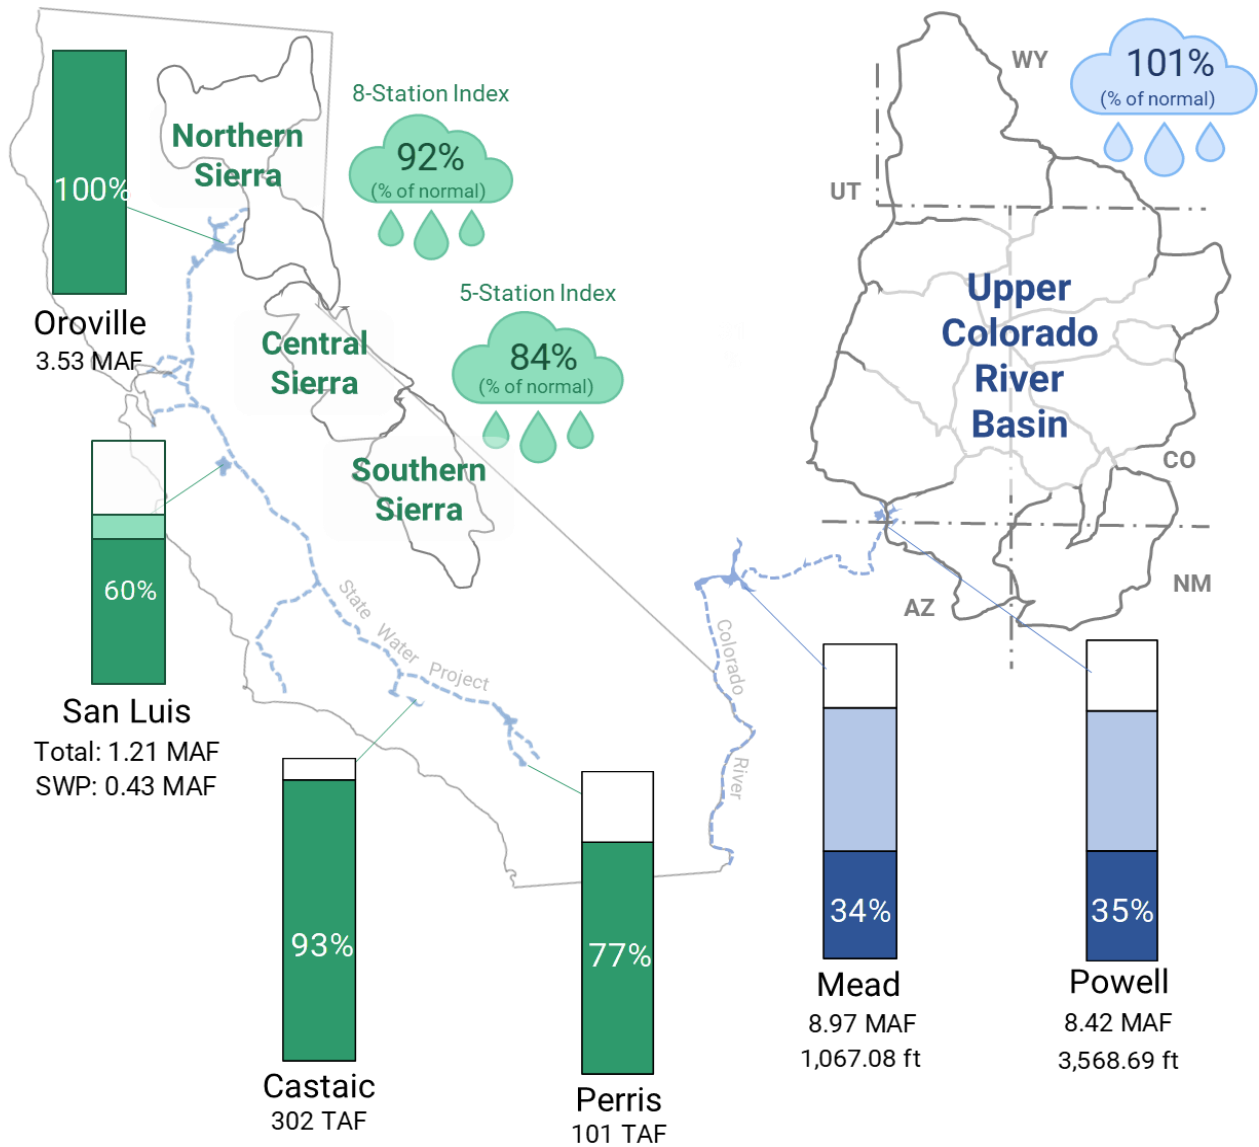 WY
101%
(% of normal)
8-Station Index
Northern
Sierra
92%
(% of normal)
100%
UT
Oroville
3.53 MAF
5-Station Index
Central
Sierra
84%
(% of normal)
Upper
Colorado
River
Basin
CO
Southern
Sierra
60%
NM
AZ
State Water Project
Colorado River
San Luis
Total: 1.21 MAF
SWP: 0.43 MAF
93%
77%
34%
35%
Mead
8.97 MAF
1,067.08 ft
Powell
8.42 MAF
3,568.69 ft
Castaic
302 TAF
Perris
101 TAF